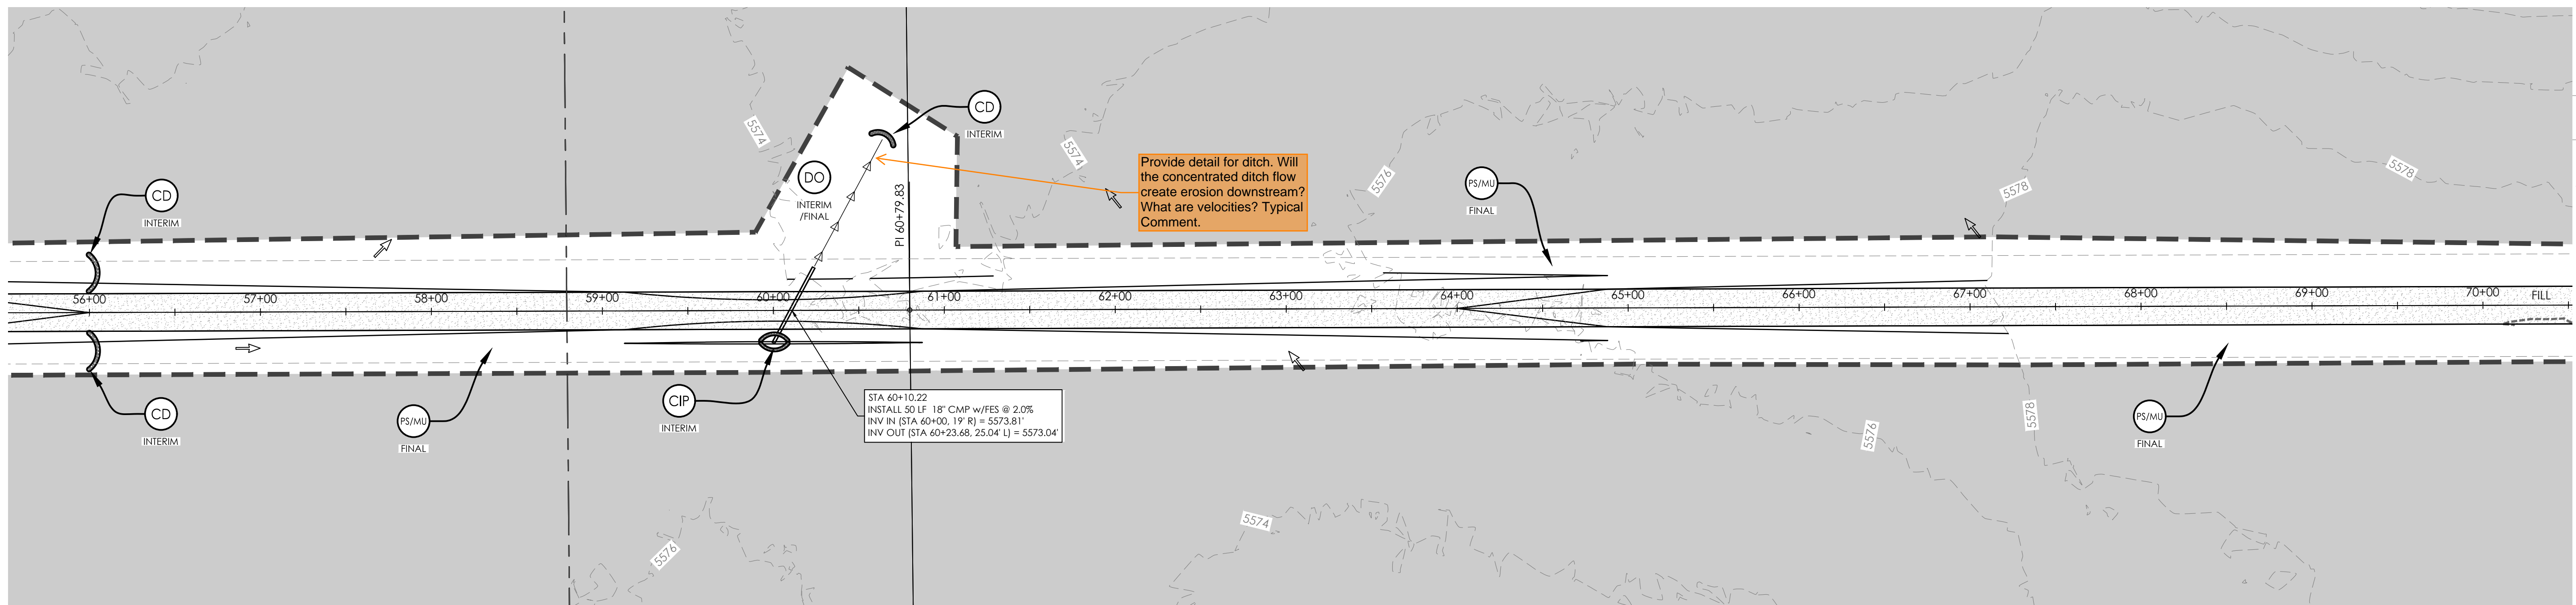 CD
INTERIM
5574
5574
Provide detail for ditch. Will
the concentrated ditch flow
create erosion downstream?
What are velocities? Typical
Comment.
5576
5578
5578
CD
INTERIM
DO
INTERIM
/FINAL
PI 60+79.83
PS/MU
FINAL
56+00
57+00
58+00
59+00
60+00
61+00
62+00
63+00
64+00
65+00
66+00
67+00
68+00
69+00
70+00
FILL
CD
INTERIM
PS/MU
FINAL
CIP
INTERIM
STA 60+10.22
INSTALL 50 LF 18" CMP w/FES @ 2.0%
INV IN (STA 60+00, 19' R) = 5573.81'
INV OUT (STA 60+23.68, 25.04' L) = 5573.04'
5576
5578
PS/MU
FINAL
5576
5574